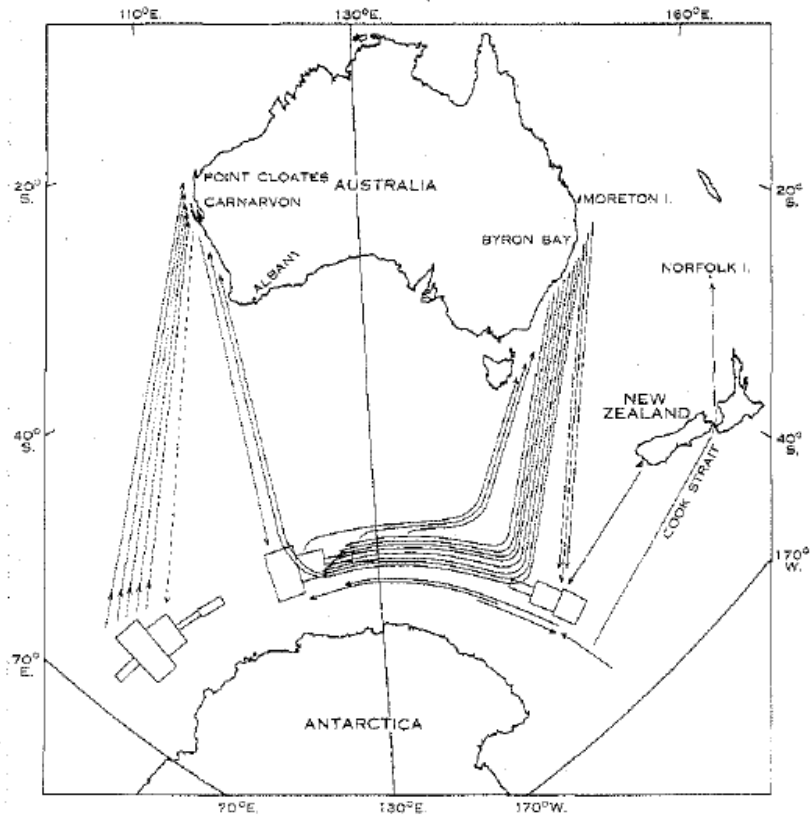 110°E. 130°E. 160°E.
POINT CLOATES
20° S. AUSTRALIA 20° S.
CARNARVON MORETON I.
BYRON BAY
ALBANY
NORFOLK I.
NEW
ZEALAND
40° S. 40° S.
COOK STRAIT
170° W.
70° E.
ANTARCTICA
70°E. 130°E. 170°W.